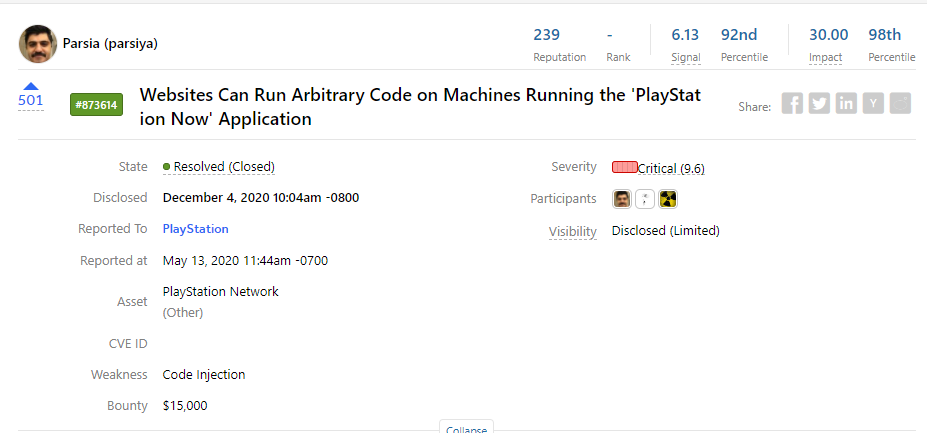 Parsia (parsiya)
239 - 6.13 92nd 30.00 98th
Reputation Rank Signal Percentile Impact Percentile
501
#873614
Websites Can Run Arbitrary Code on Machines Running the 'PlayStat
ion Now' Application
Share:
State Resolved (Closed)
Severity Critical (9.6)
Disclosed December 4, 2020 10:04am -0800
Participants
Reported To PlayStation
Visibility Disclosed (Limited)
Reported at May 13, 2020 11:44am -0700
Asset PlayStation Network
(Other)
CVE ID
Weakness Code Injection
Bounty $15,000
Collapse